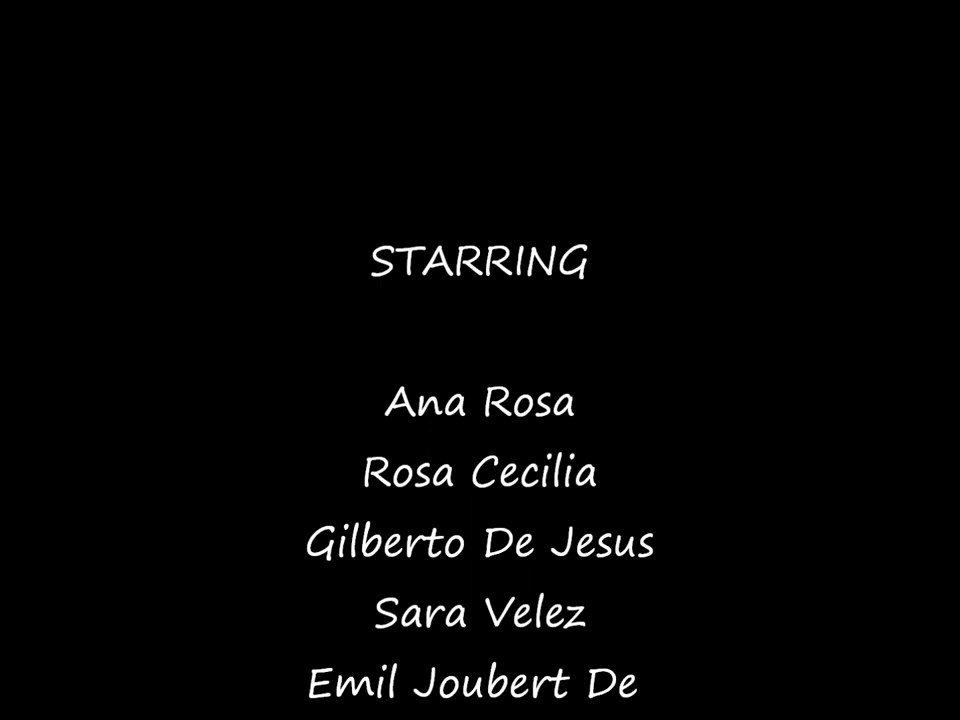 STARRING
Ana Rosa
Rosa Cecilia
Gilberto De Jesus
Sara Velez
Emil Joubert De